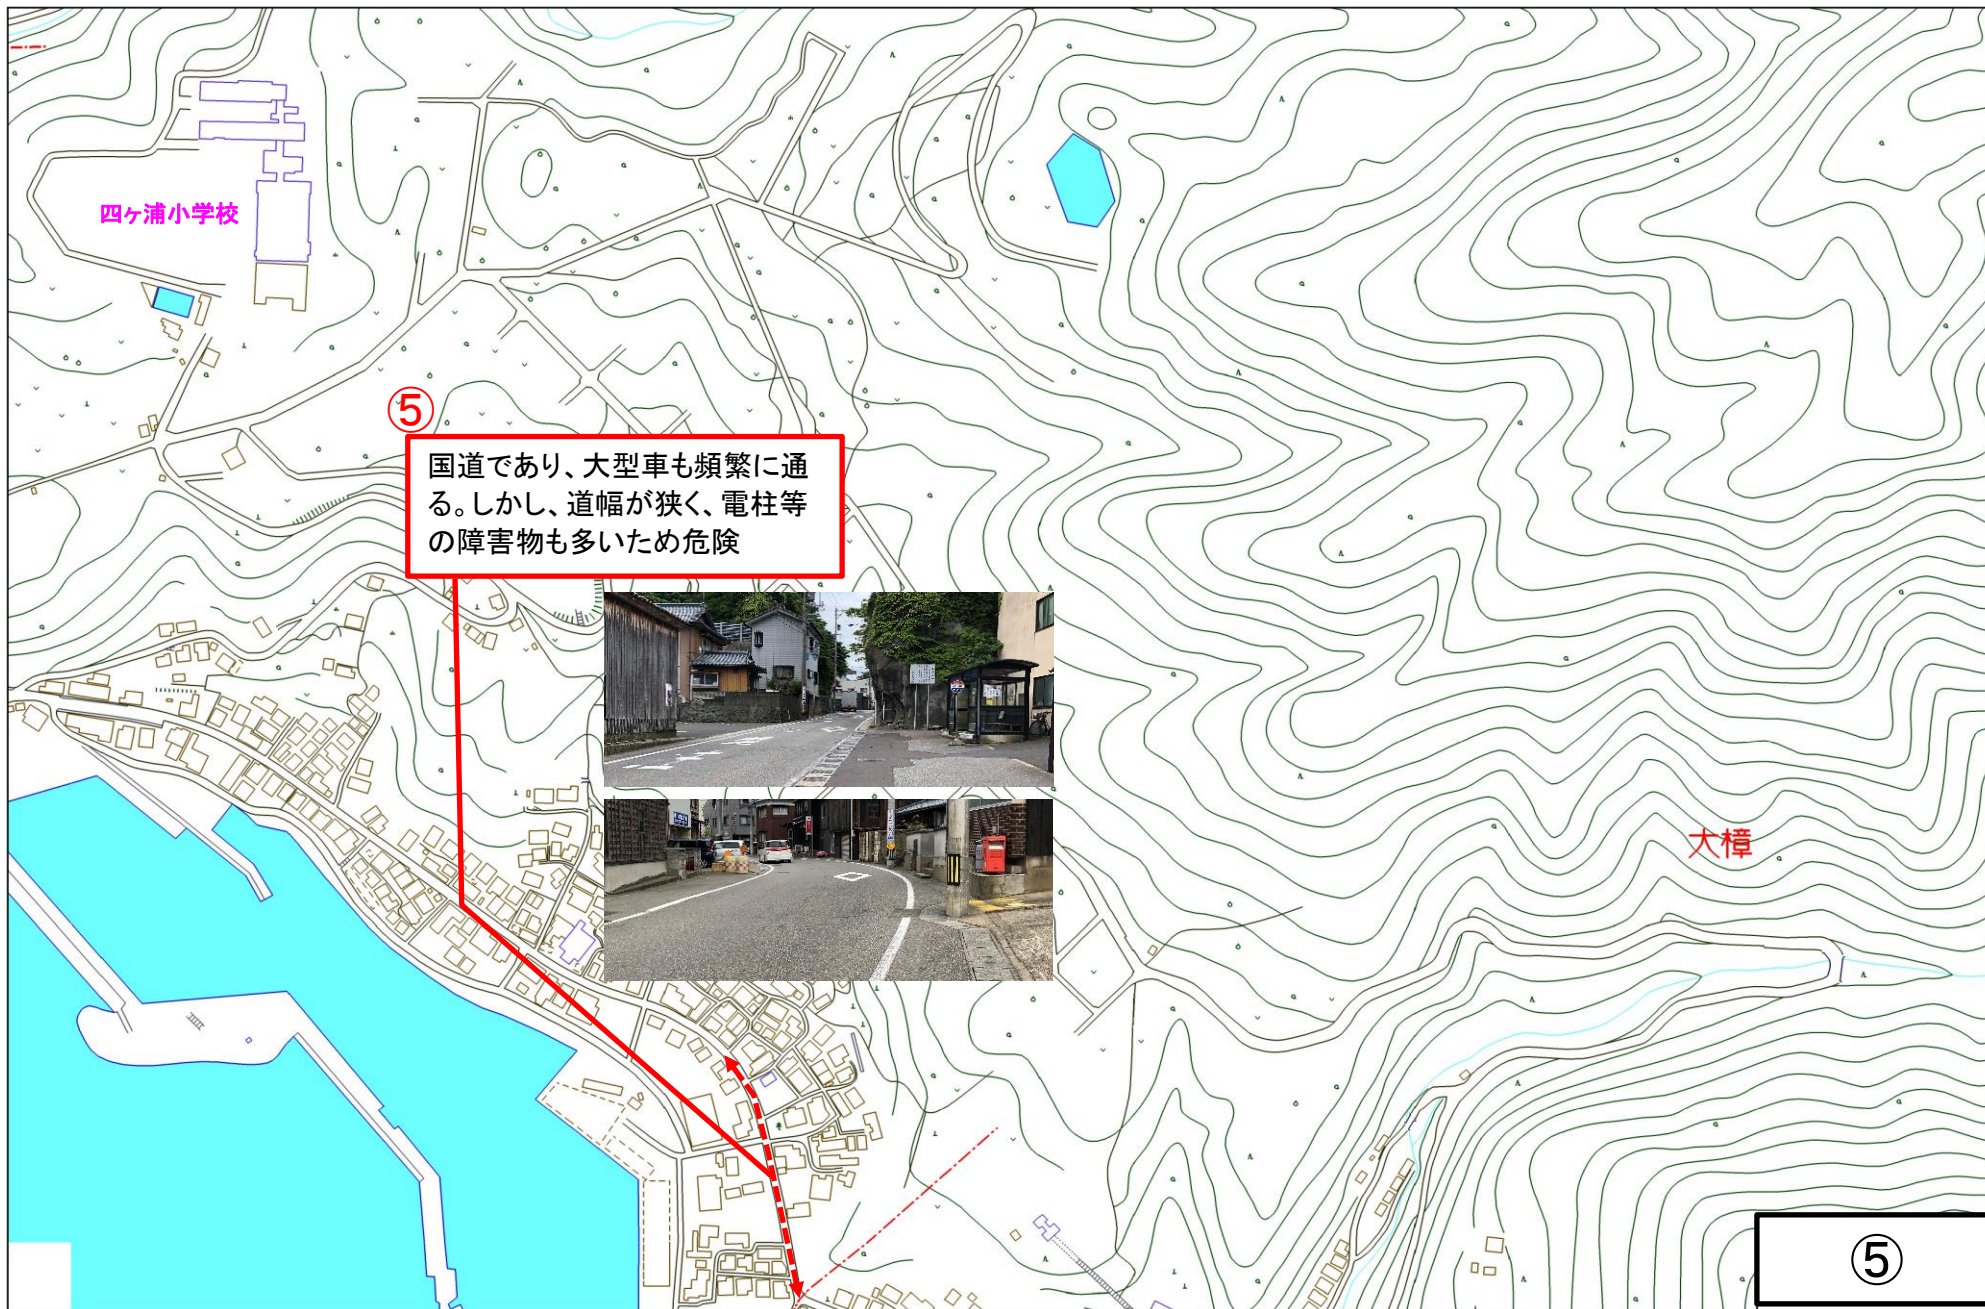 四ヶ浦小学校
⑤
国道であり、大型車も頻繁に通
る。しかし、道幅が狭く、電柱等
の障害物も多いため危険
大樟
⑤